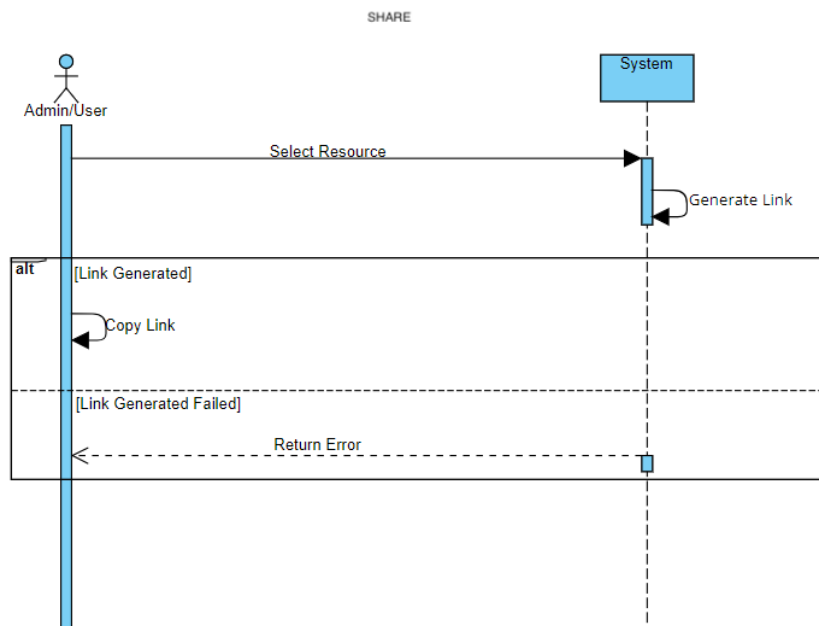 SHARE
System
Admin/User
Select Resource
Generate Link
alt
[Link Generated]
Copy Link
[Link Generated Failed]
Return Error